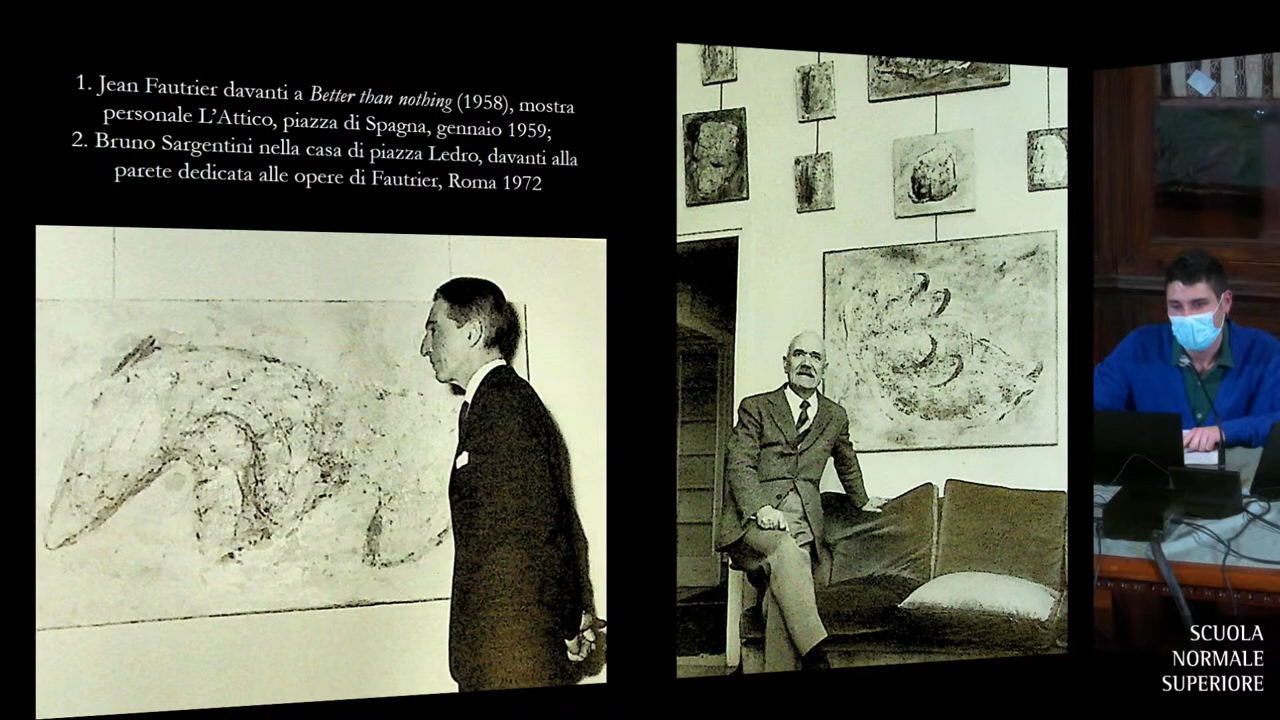 1. Jean Fautrier davanti a Better than nothing (1958), mostra
personale L'Attico, piazza di Spagna, gennaio 1959;
2. Bruno Sargentini nella casa di piazza Ledro, davanti alla
parete dedicata alle opere di Fautrier, Roma 1972
SCUOLA
NORMALE
SUPERIORE